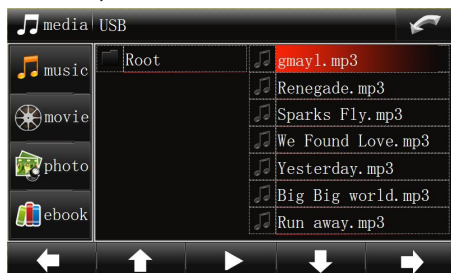 media USB
music
movie
photo
ebook
Root
gmayl.mp3
Renegade.mp3
Sparks Fly.mp3
We Found Love.mp3
Yesterday.mp3
Big Big world.mp3
Run away.mp3